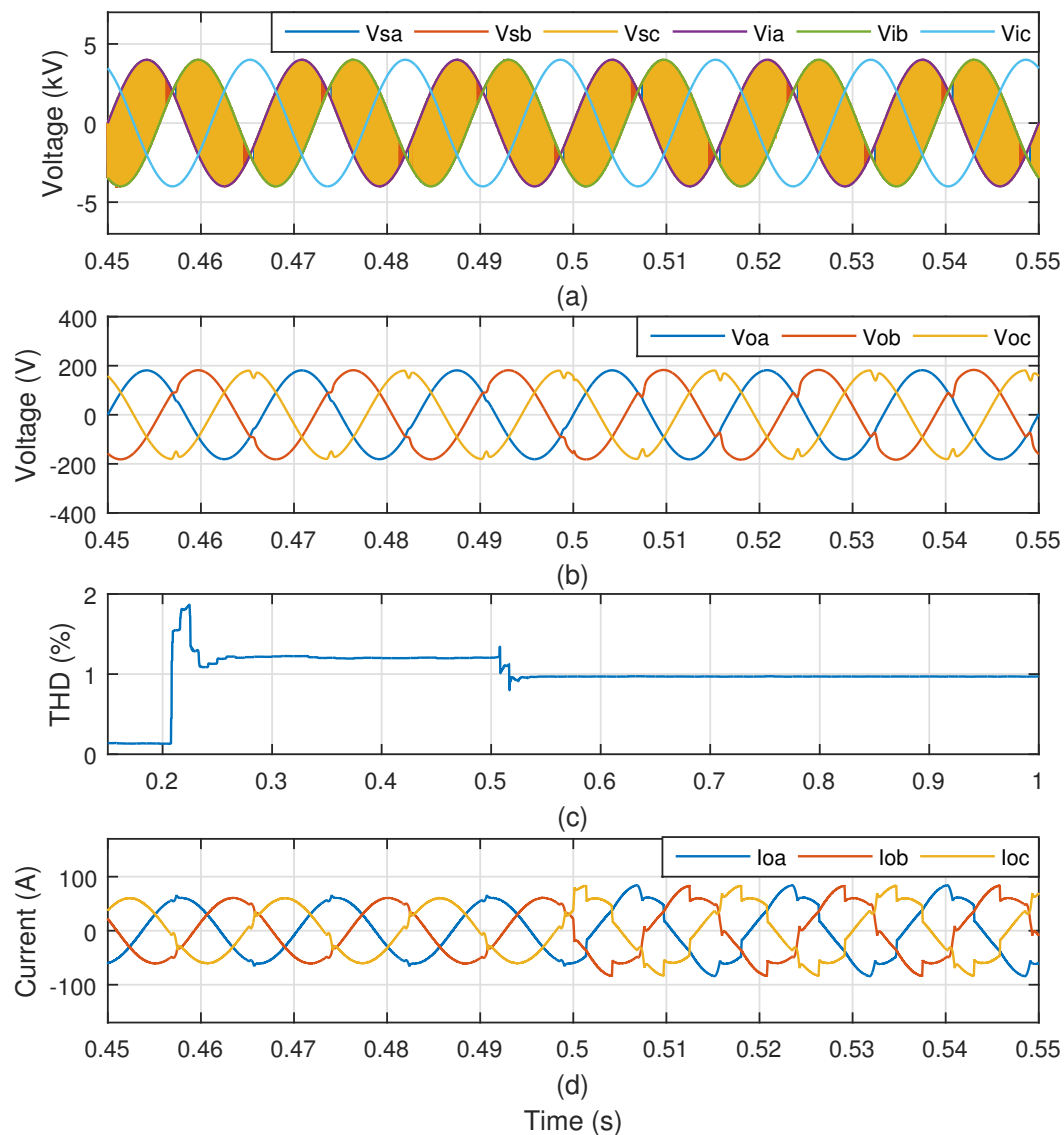 Vsa Vsb Vsc Via Vib Vic
5
0
-5
Voltage (kV)
0.45 0.46 0.47 0.48 0.49 0.5 0.51 0.52 0.53 0.54 0.55
(a)
Voa Vob Voc
400
200
0
-200
-400
Voltage (V)
0.45 0.46 0.47 0.48 0.49 0.5 0.51 0.52 0.53 0.54 0.55
(b)
2
1
0
THD (%)
0.2 0.3 0.4 0.5 0.6 0.7 0.8 0.9 1
(c)
Ioa Iob Ioc
100
0
-100
Current (A)
0.45 0.46 0.47 0.48 0.49 0.5 0.51 0.52 0.53 0.54 0.55
(d)
Time (s)